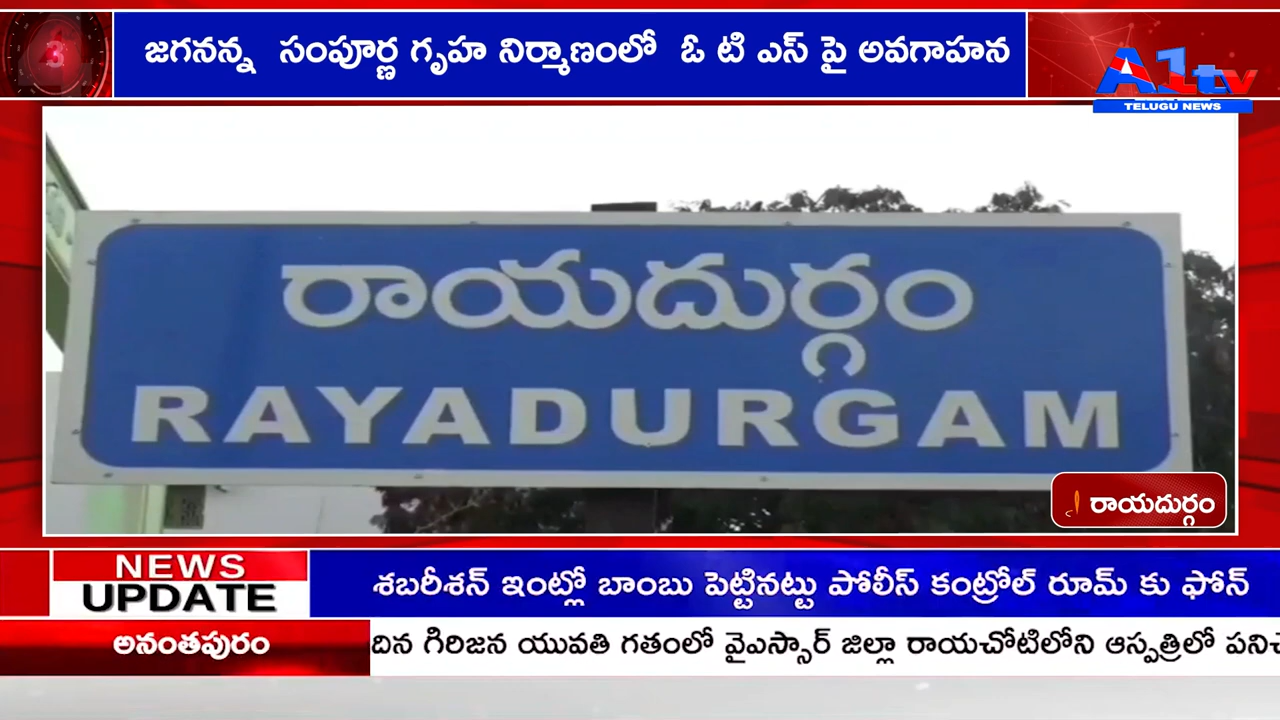 జగనన్న సంపూర్ణ గృహ నిర్మాణంలో ఓ టి ఎస్ పై అవగాహన
A1tv
TELUGU NEWS
రాయదుర్గం
RAYADURGAM
రాయదుర్గం
NEWS
UPDATE
శబరీశన్ ఇంట్లో బాంబు పెట్టినట్టు పోలీస్ కంట్రోల్ రూమ్ కు ఫోన్
అనంతపురం
దిన గిరిజన యువతి గతంలో వైఎస్సార్ జిల్లా రాయచోటిలోని ఆస్పత్రిలో